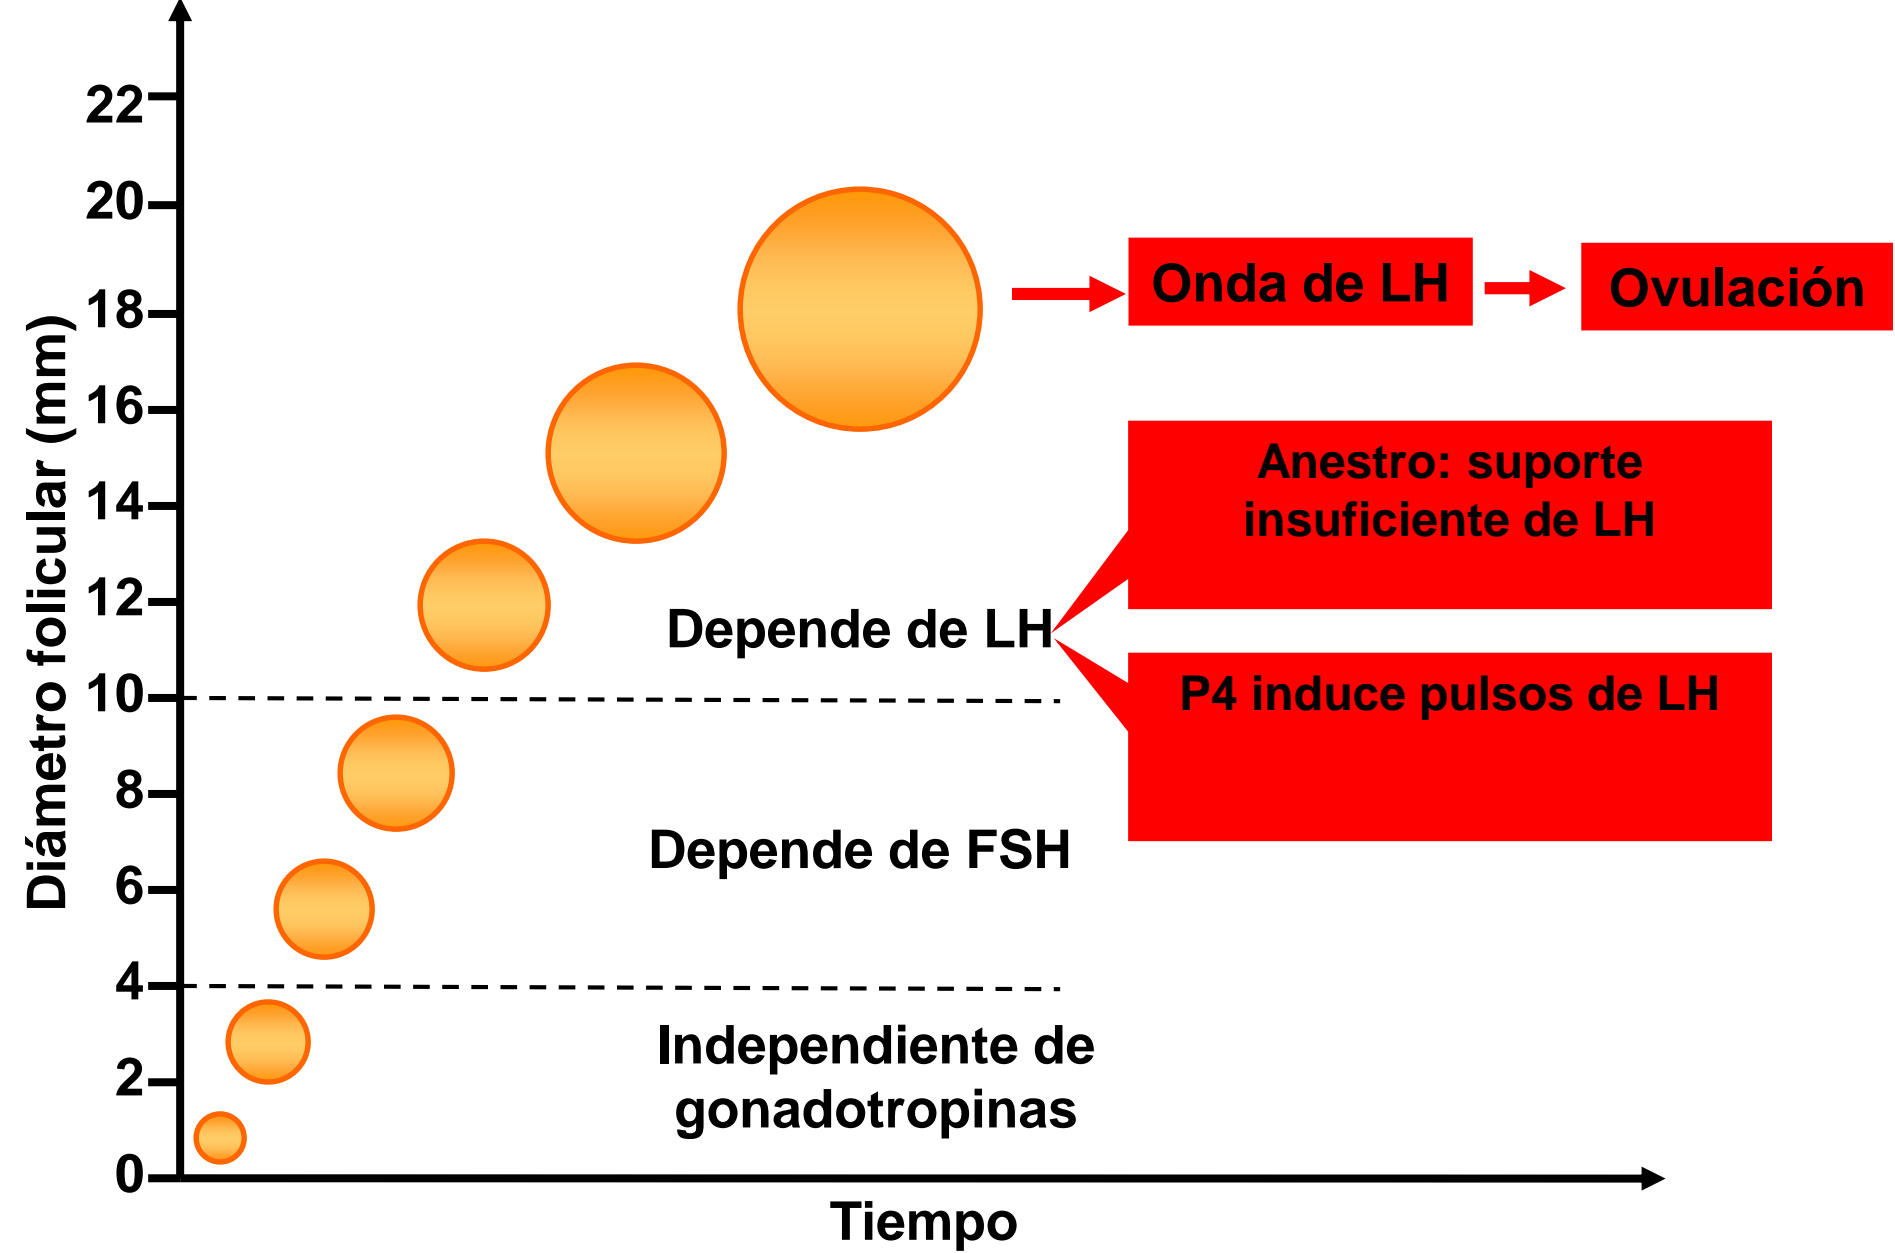 22
20
18
16
14
12
10
8
6
4
2
0
Diámetro folicular (mm)
Tiempo
Onda de LH
Ovulación
Anestro: suporte
insuficiente de LH
Depende de LH
P4 induce pulsos de LH
Depende de FSH
Independiente de
gonadotropinas